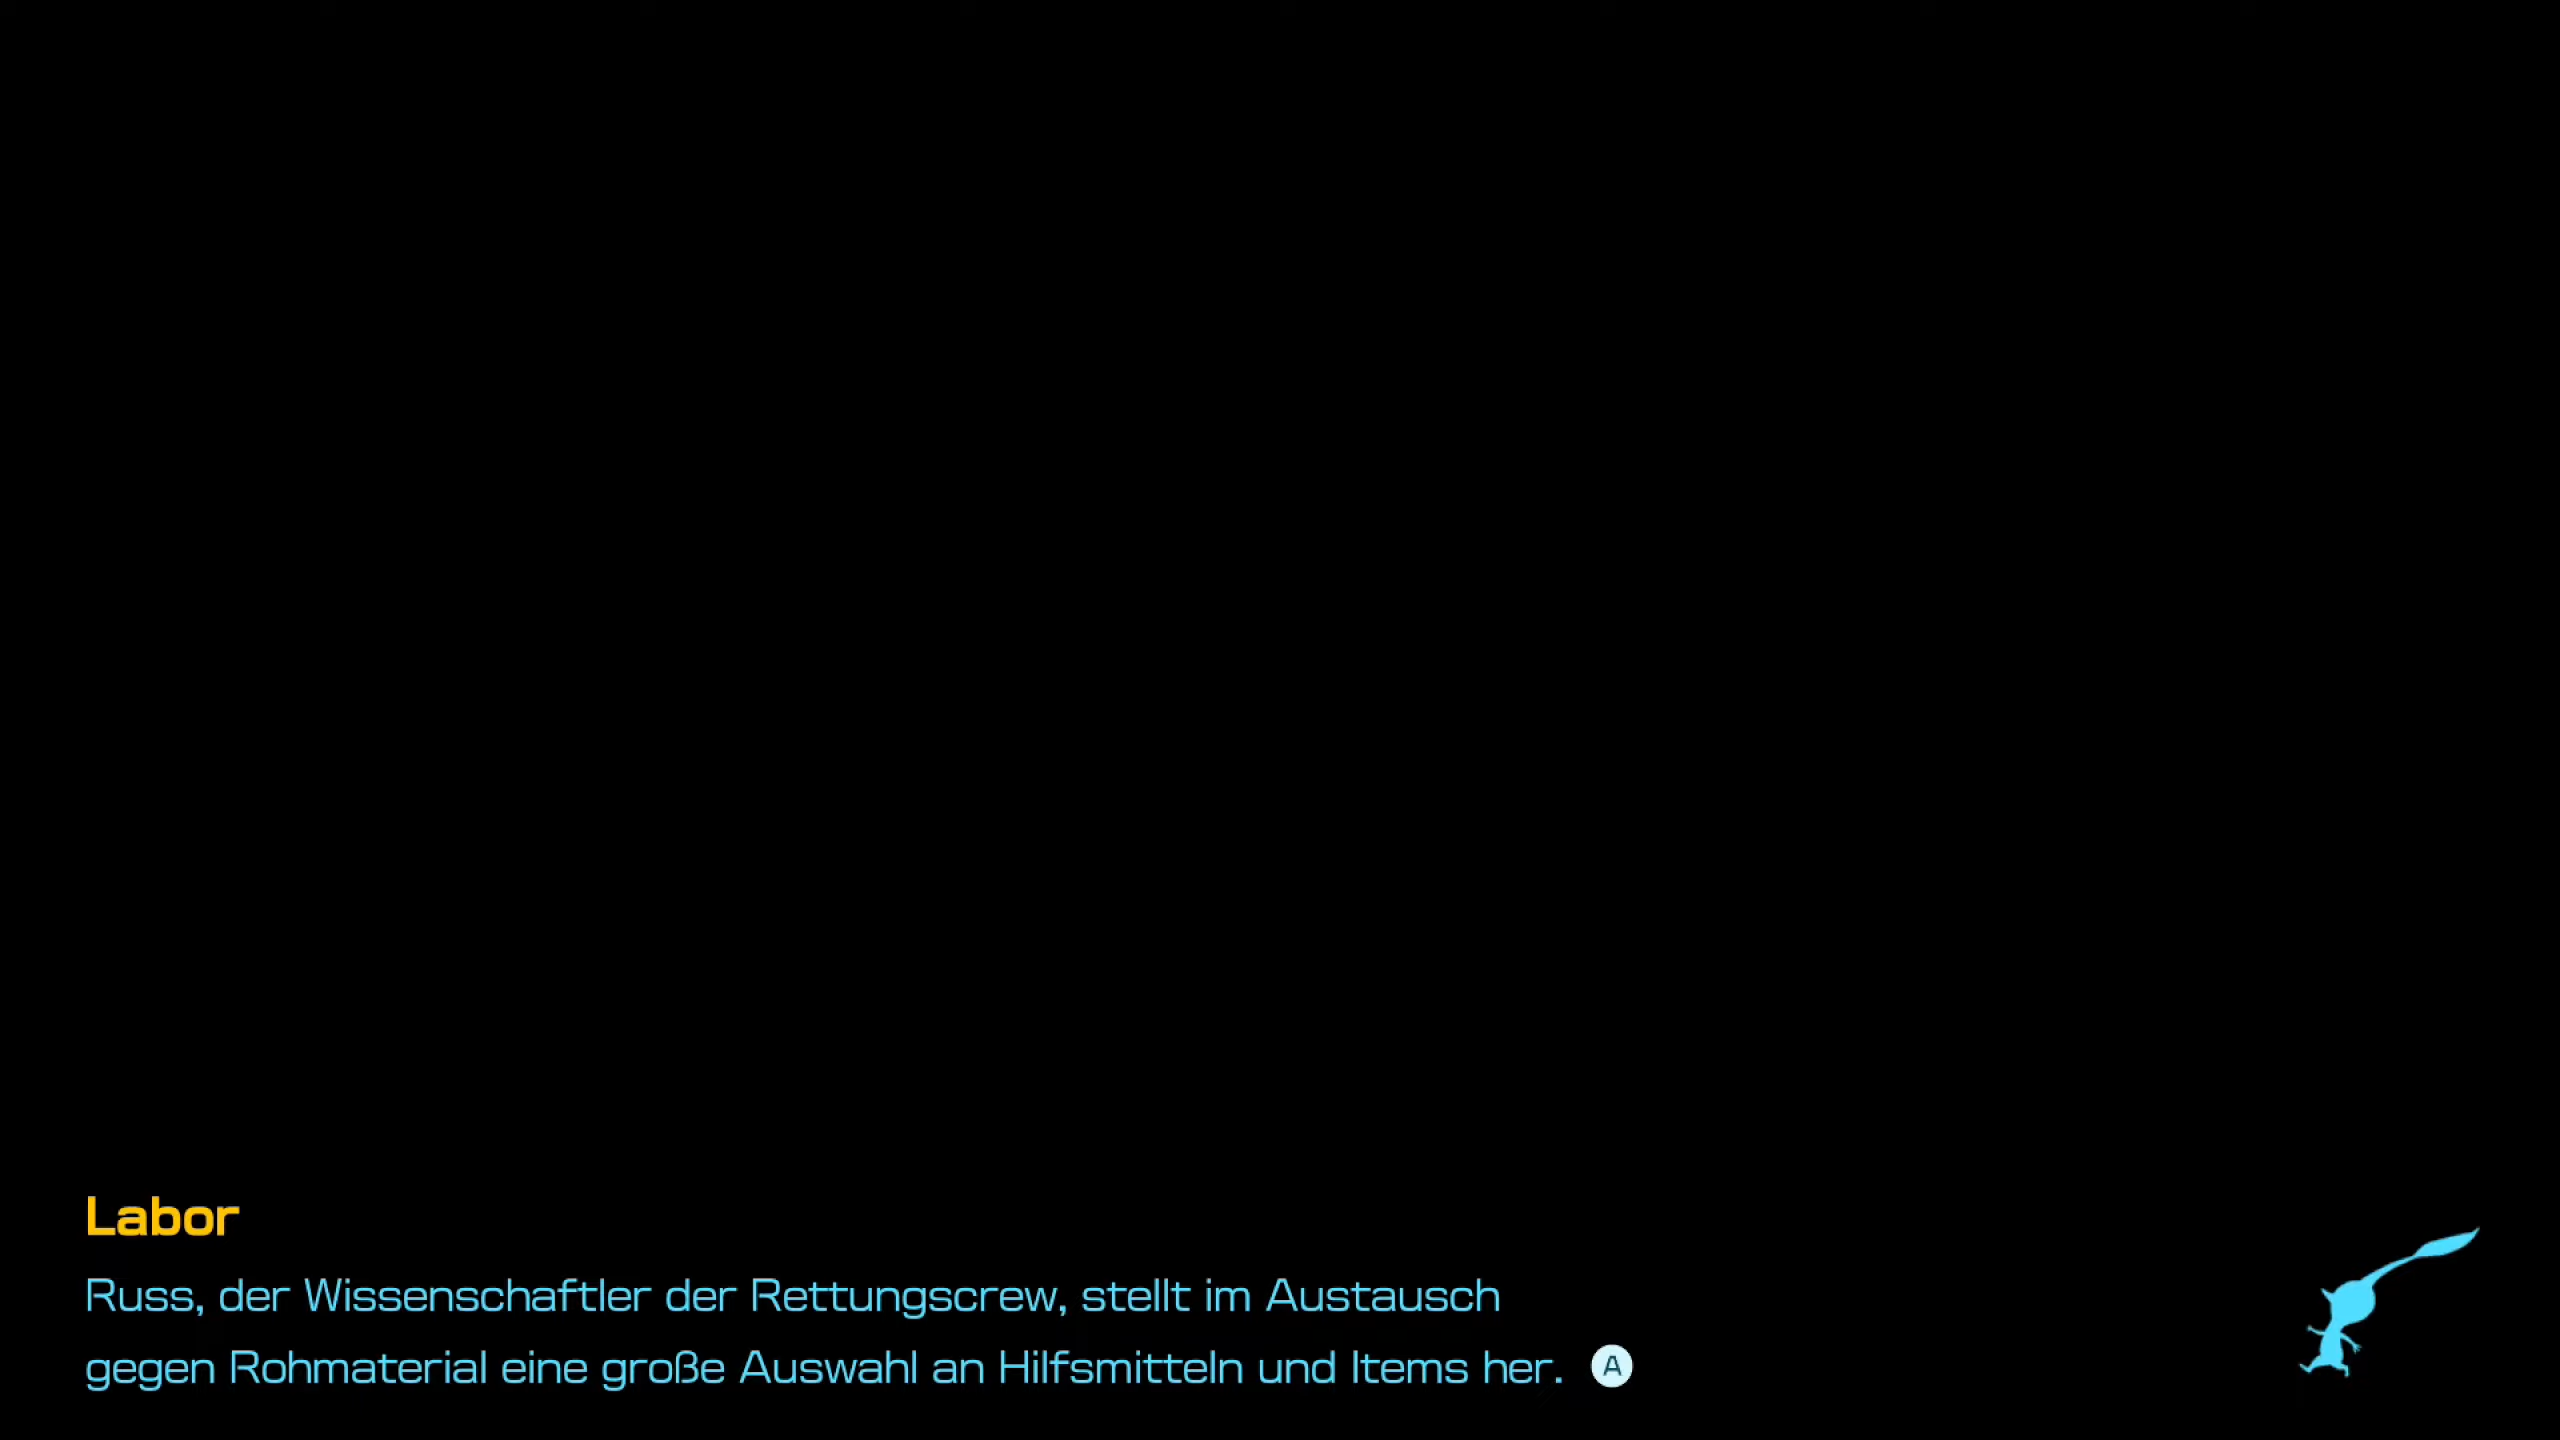 Labor
Russ, der Wissenschaftler der Rettungscrew, stellt im Austausch
gegen Rohmaterial eine große Auswahl an Hilfsmitteln und Items her. A